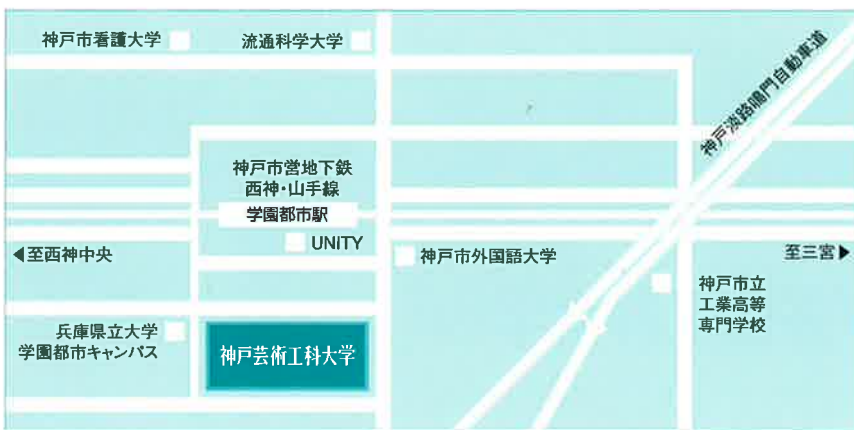 神戸市看護大学
流通科学大学
神戸淡路鳴門自動車道
神戸市営地下鉄
西神・山手線
学園都市駅
UNITY
◀至西神中央
神戸市外国語大学
至三宮▶
神戸市立
工業高等
専門学校
兵庫県立大学
学園都市キャンパス
神戸芸術工科大学